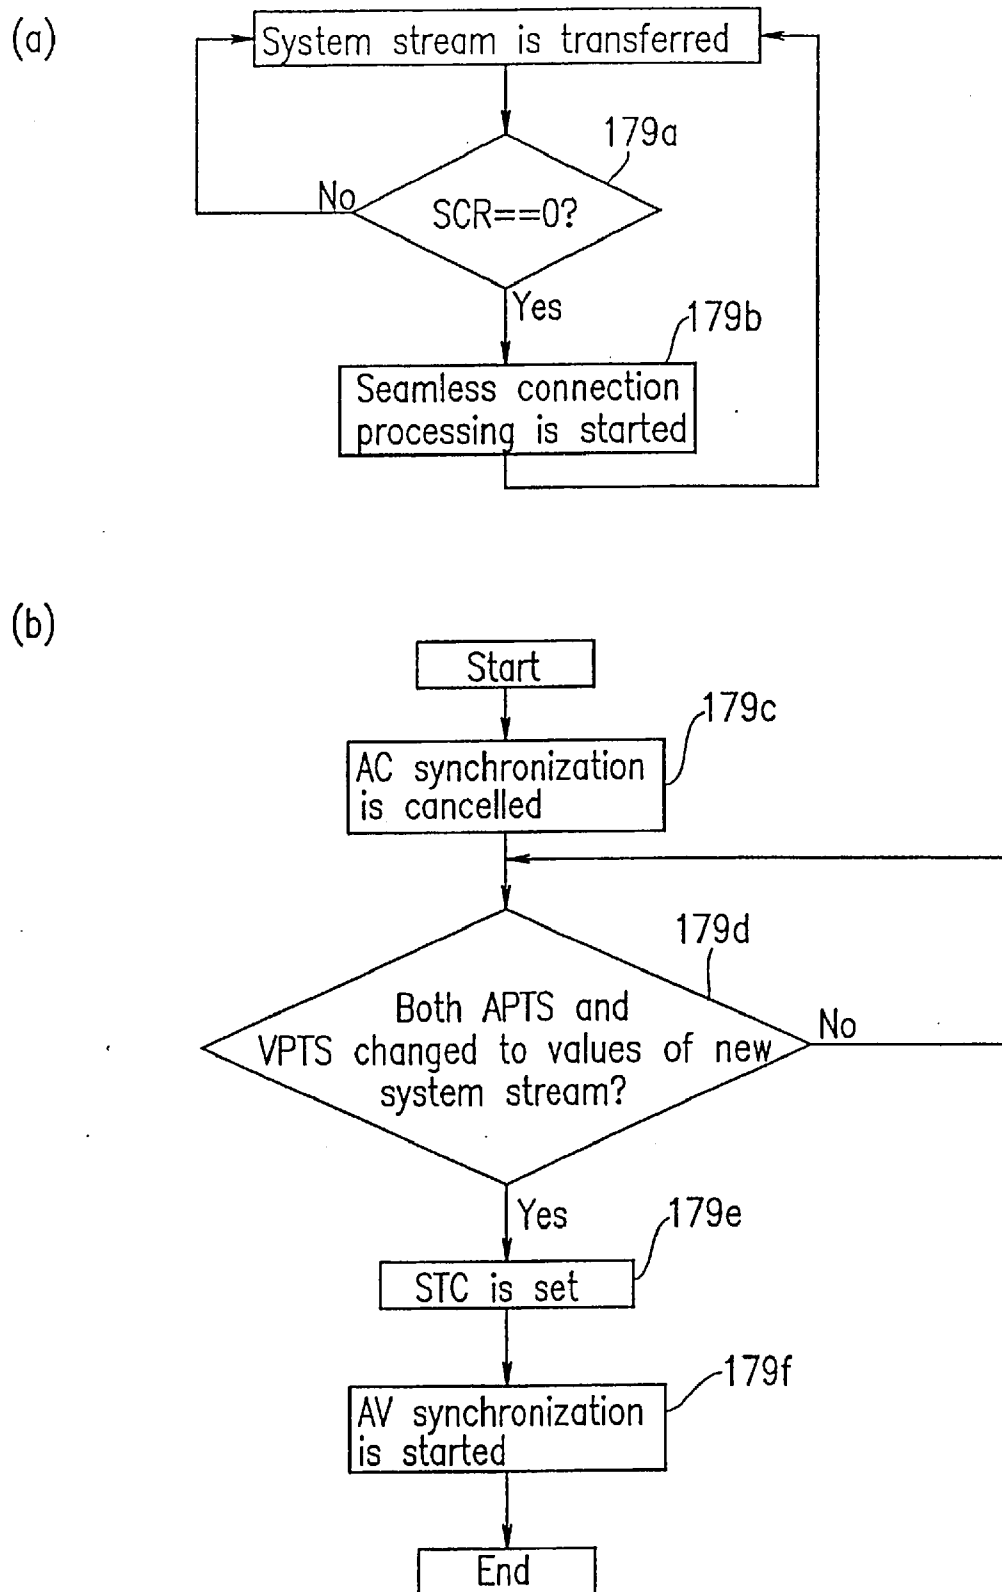 (a)
System stream is transferred
179a
No
SCR==0?
Yes
179b
Seamless connection
processing is started
(b)
Start
179c
AC synchronization
is cancelled
179d
Both APTS and
VPTS changed to values of new
system stream?
No
Yes
179e
STC is set
179f
AV synchronization
is started
End